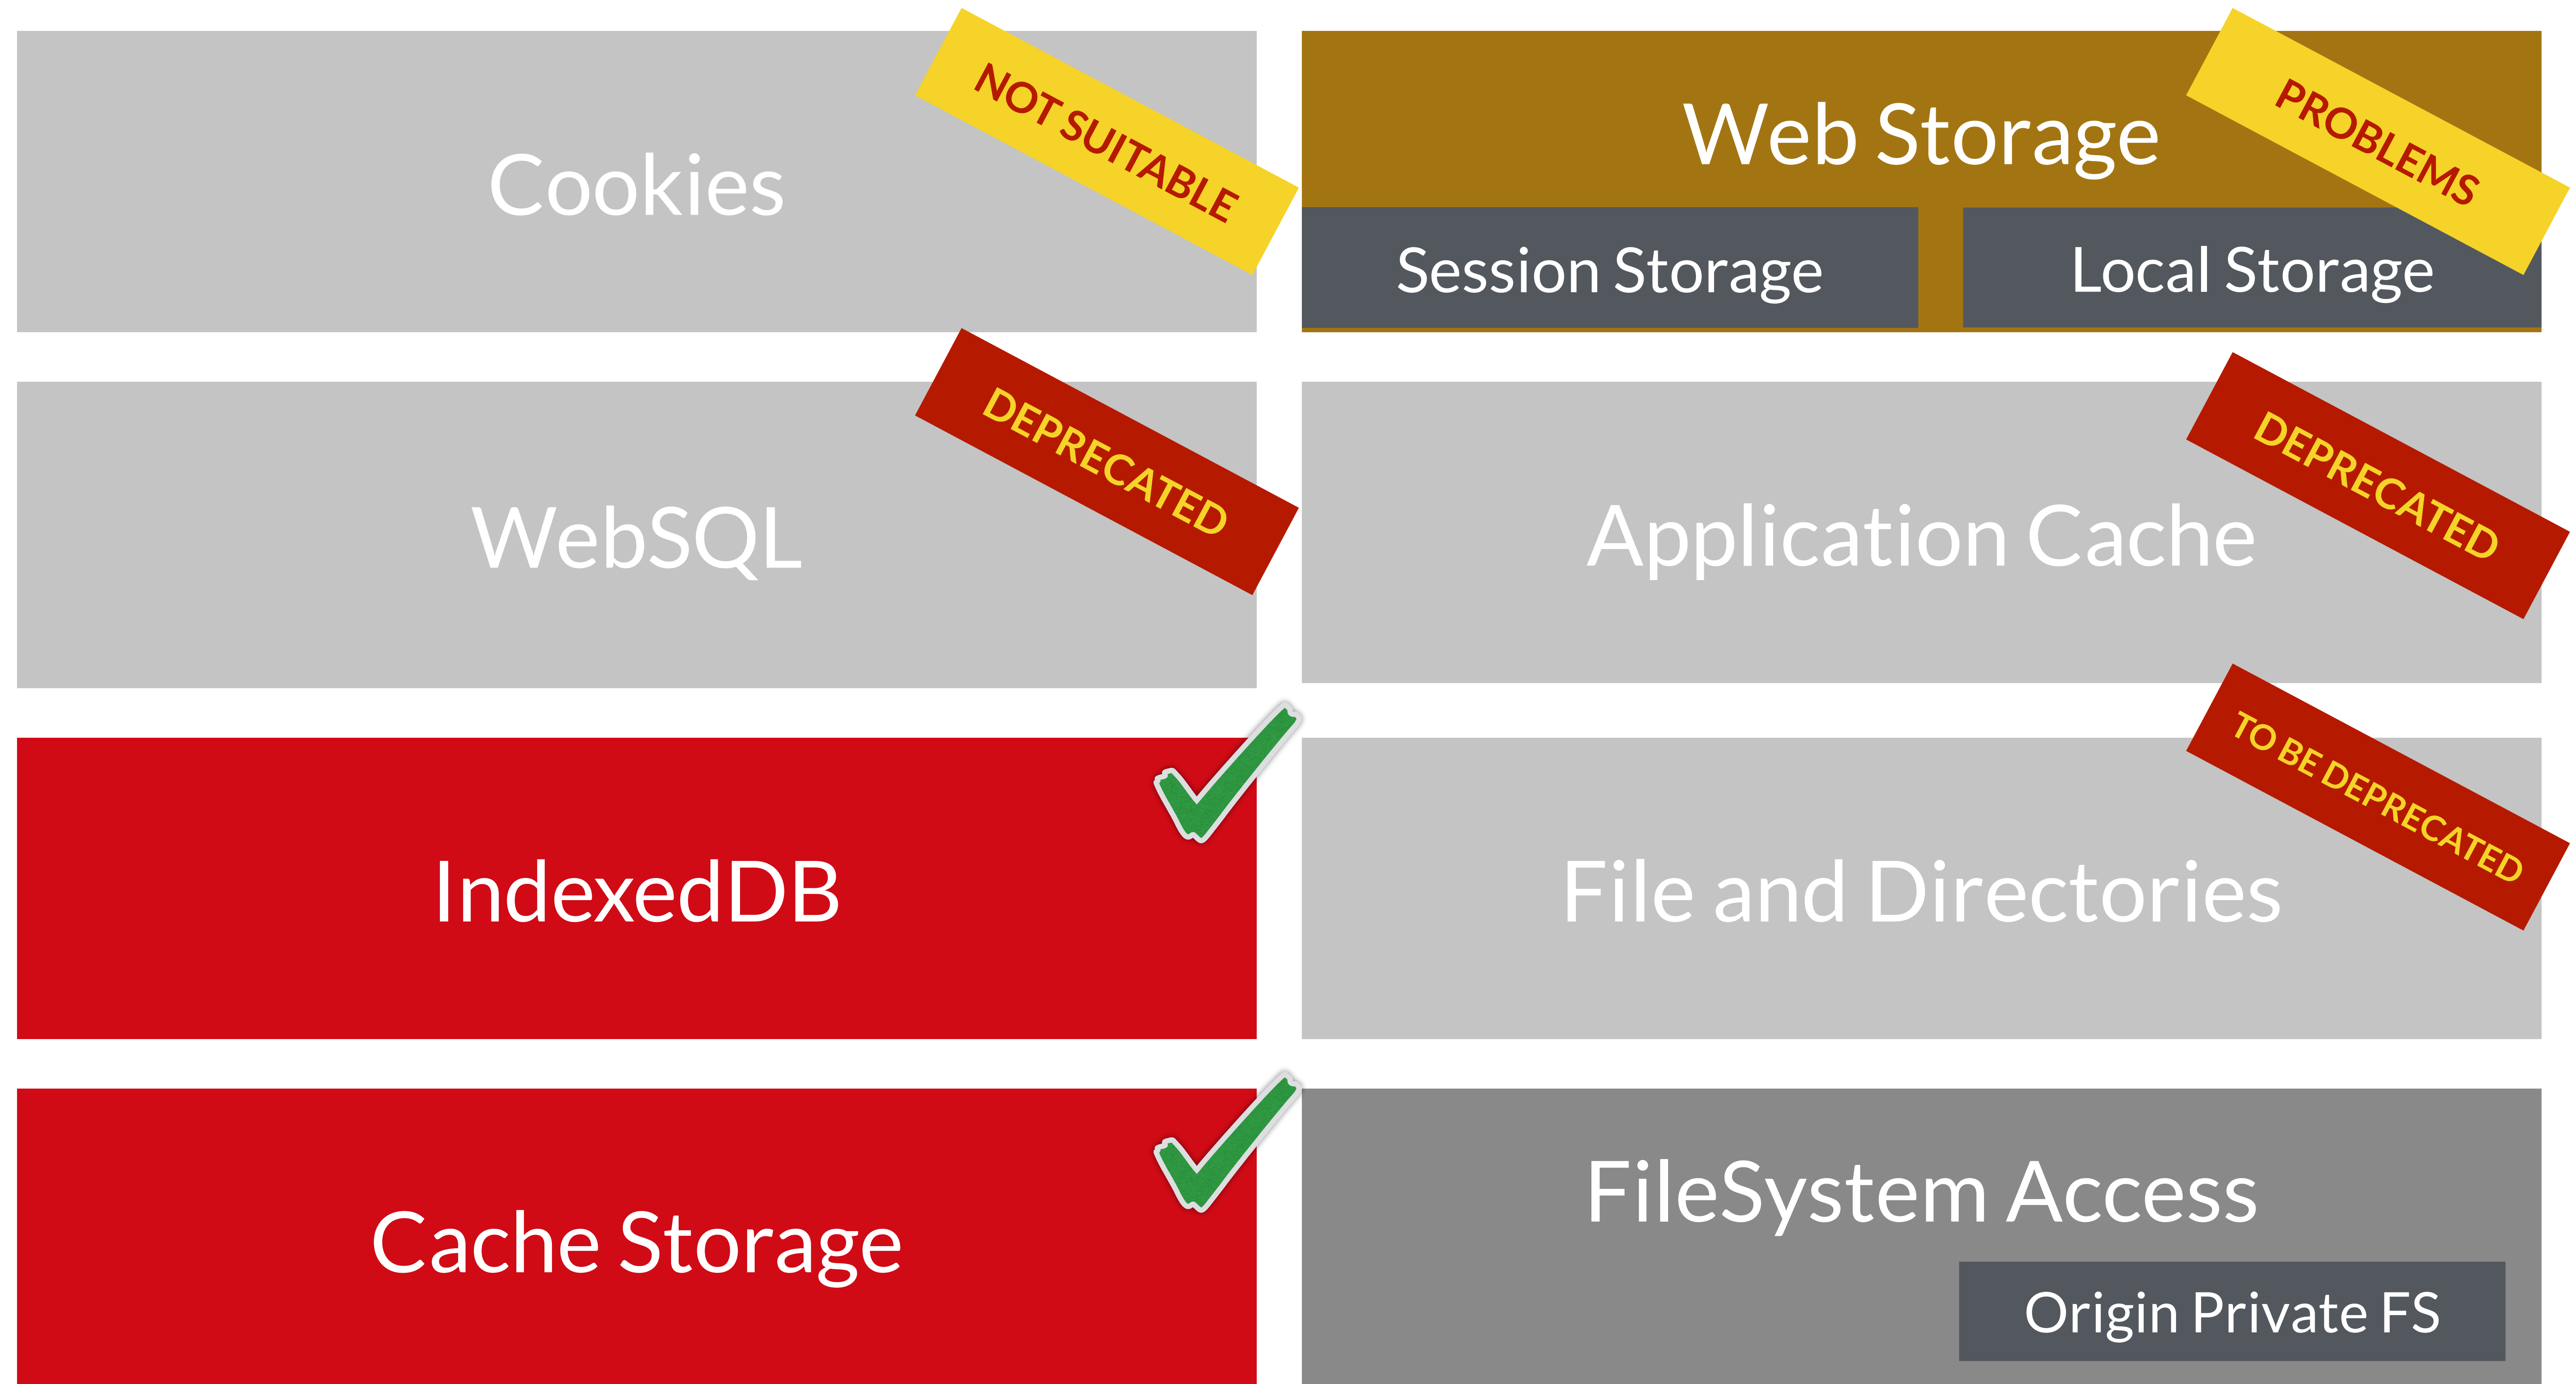 Cookies
NOT SUITABLE
Web Storage
PROBLEMS
Session Storage
Local Storage
WebSQL
DEPRECATED
Application Cache
DEPRECATED
IndexedDB
File and Directories
TO BE DEPRECATED
Cache Storage
FileSystem Access
Origin Private FS